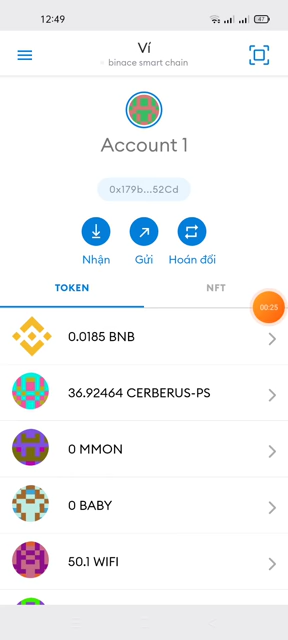 12:49
47
Ví
binace smart chain
Account 1
0x179b...52Cd
Nhận
Gửi
Hoán đổi
TOKEN
NFT
00:25
0.0185 BNB
36.92464 CERBERUS-PS
0 MMON
0 BABY
50.1 WIFI